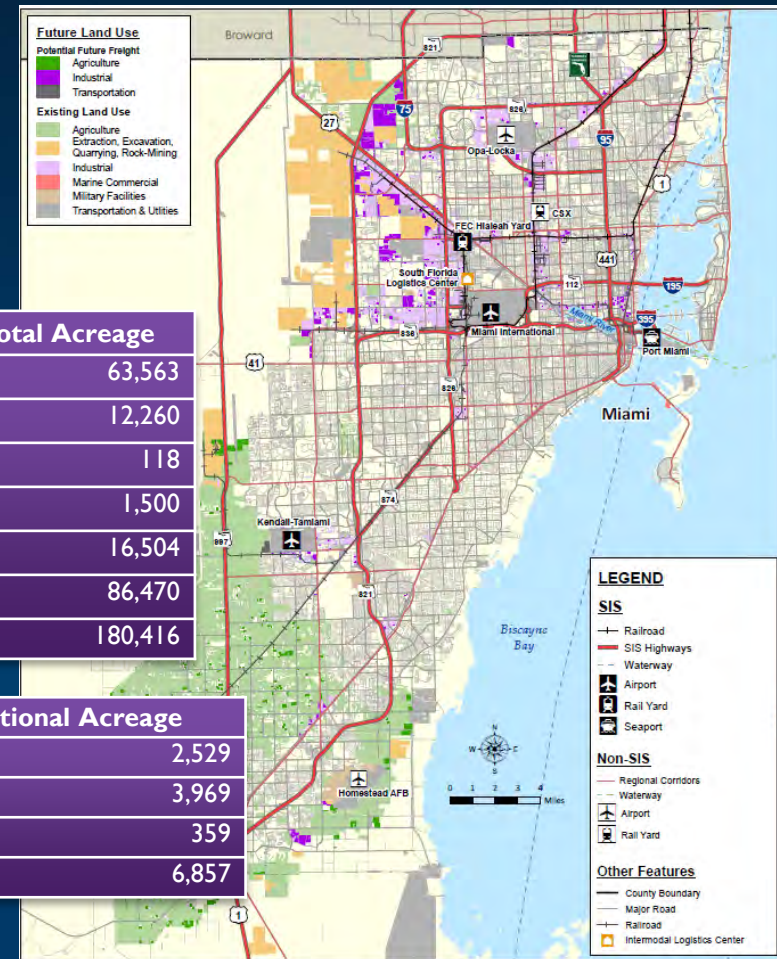 Future Land Use
Potential Future Freight
Agriculture
Industrial
Transportation
Existing Land Use
Agriculture
Extraction, Excavation,
Quarrying, Rock-Mining
Industrial
Marine Commercial
Military Facilities
Transportation & Utlities
Broward
821
27
75
826
95
Opa-Locka
1
CSX
FEC Hialeah Yard
441
South Florida
Logistics Center
112
195
Miami River
395
Miami International
Port Miami
836
41
826
Miami
874
Kendall-Tamiami
997
821
Biscayne
Bay
Homestead AFB
1
N
W
E
S
0 1 2 3 4
Miles
otal Acreage
63,563
12,260
118
1,500
16,504
86,470
180,416
tional Acreage
2,529
3,969
359
6,857
LEGEND
SIS
Railroad
SIS Highways
Waterway
Airport
Rail Yard
Seaport
Non-SIS
Regional Corridors
Waterway
Airport
Rail Yard
Other Features
County Boundary
Major Road
Railroad
Intermodal Logistics Center